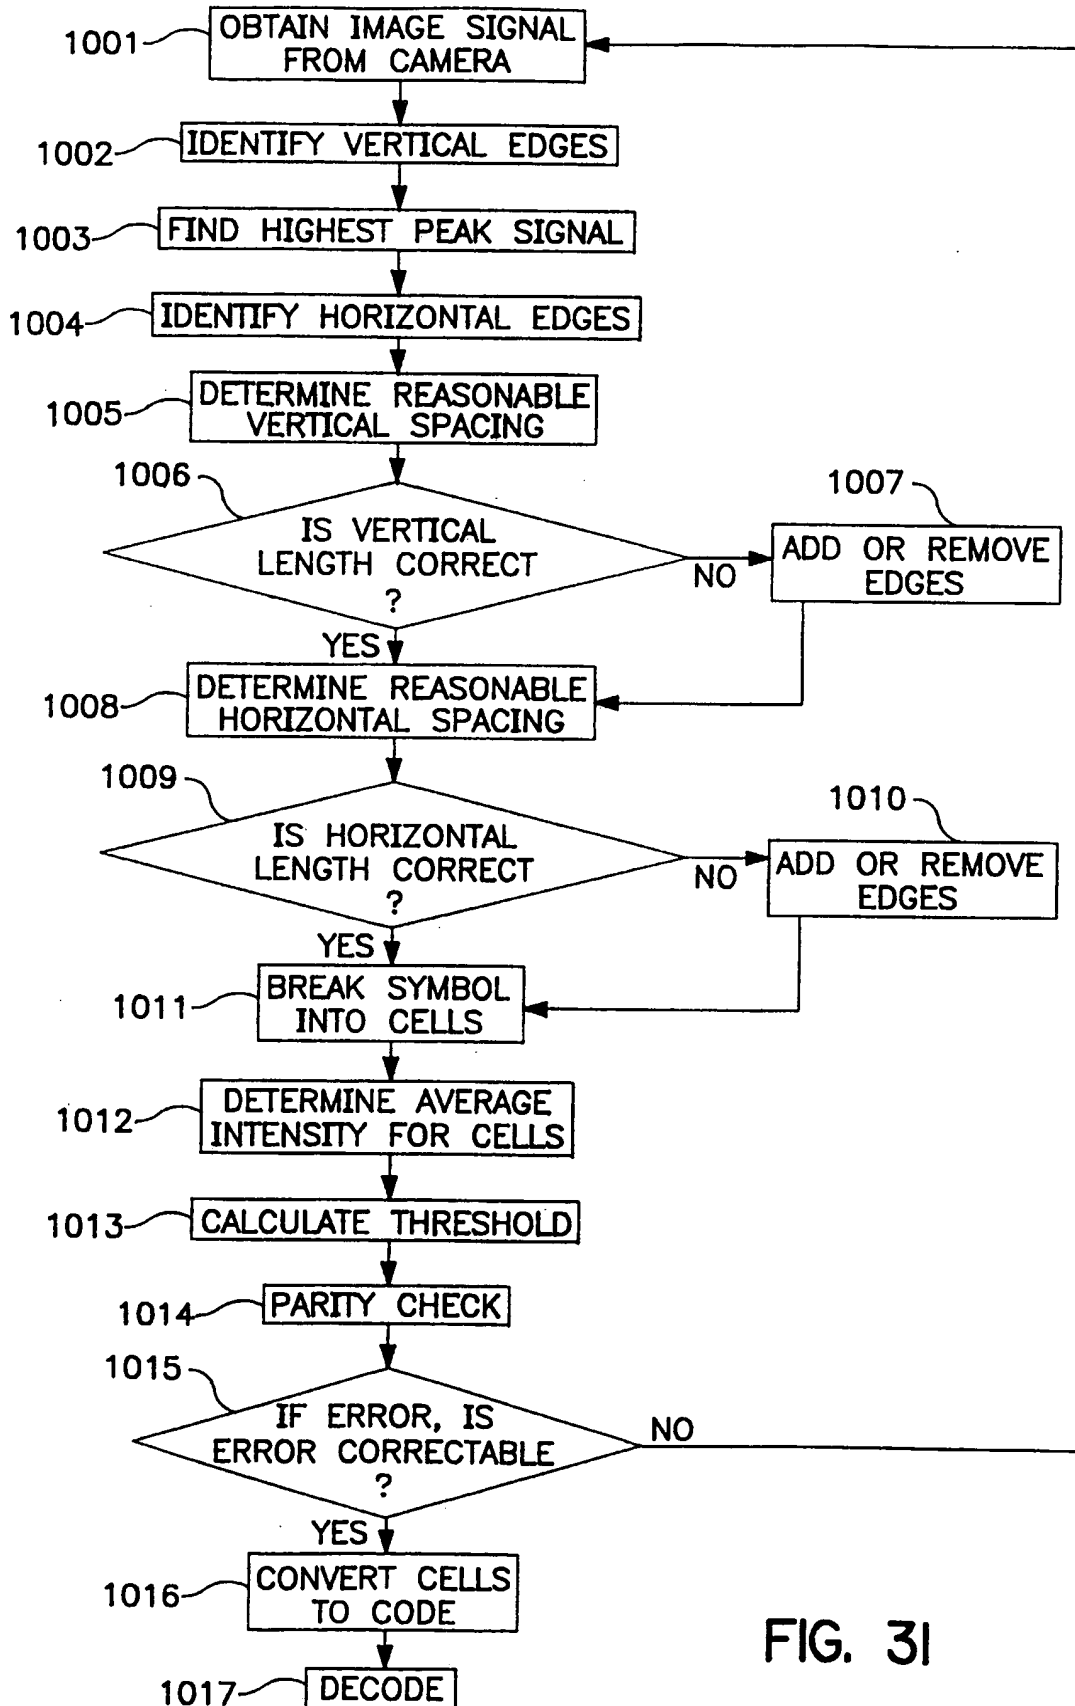 1001
OBTAIN IMAGE SIGNAL
FROM CAMERA
1002
IDENTIFY VERTICAL EDGES
1003
FIND HIGHEST PEAK SIGNAL
1004
IDENTIFY HORIZONTAL EDGES
1005
DETERMINE REASONABLE
VERTICAL SPACING
1006
IS VERTICAL
LENGTH CORRECT
?
NO
1007
ADD OR REMOVE
EDGES
YES
1008
DETERMINE REASONABLE
HORIZONTAL SPACING
1009
IS HORIZONTAL
LENGTH CORRECT
?
NO
1010
ADD OR REMOVE
EDGES
YES
1011
BREAK SYMBOL
INTO CELLS
1012
DETERMINE AVERAGE
INTENSITY FOR CELLS
1013
CALCULATE THRESHOLD
1014
PARITY CHECK
1015
IF ERROR, IS
ERROR CORRECTABLE
?
NO
YES
1016
CONVERT CELLS
TO CODE
1017
DECODE
FIG. 31